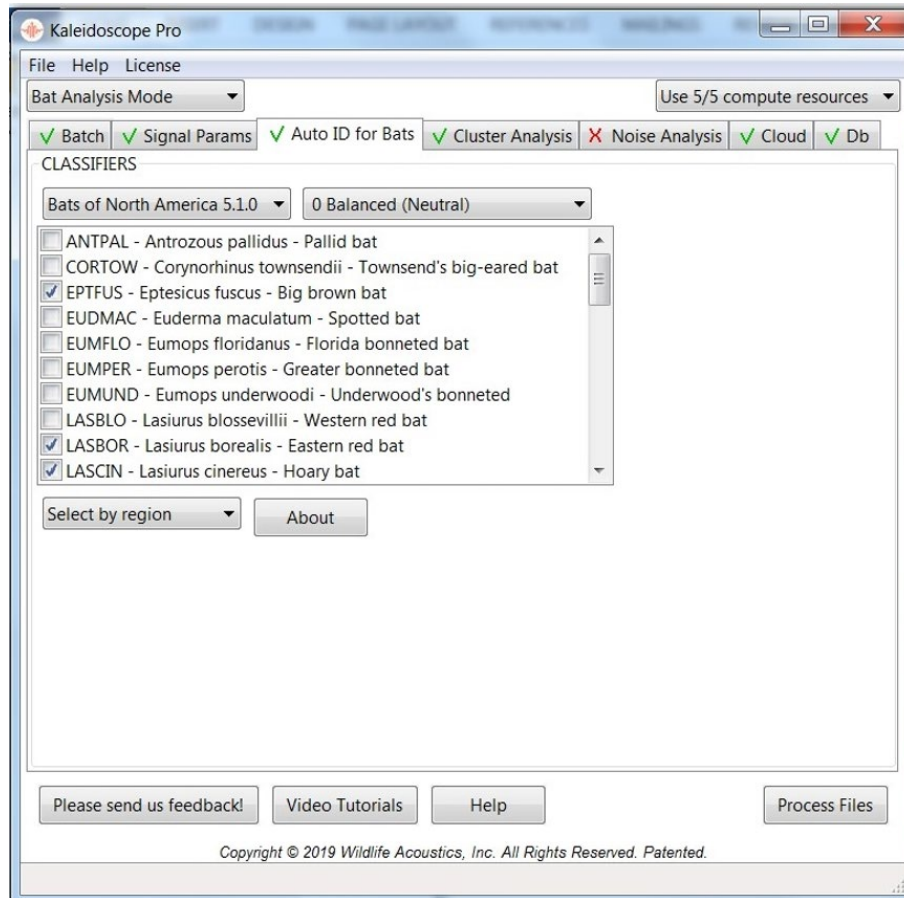 Kaleidoscope Pro
File Help License
Bat Analysis Mode
Use 5/5 compute resources
Batch Signal Params Auto ID for Bats Cluster Analysis Noise Analysis Cloud Db
CLASSIFIERS
Bats of North America 5.1.0
0 Balanced (Neutral)
ANTPAL - Antrozous pallidus - Pallid bat
CORTOW - Corynorhinus townsendii - Townsend's big-eared bat
EPTFUS - Eptesicus fuscus - Big brown bat
EUDMAC - Euderma maculatum - Spotted bat
EUMFLO - Eumops floridanus - Florida bonneted bat
EUMPER - Eumops perotis - Greater bonneted bat
EUMUND - Eumops underwoodi - Underwood's bonneted
LASBLO - Lasiurus blossevillii - Western red bat
LASBOR - Lasiurus borealis - Eastern red bat
LASCIN - Lasiurus cinereus - Hoary bat
Select by region
About
Please send us feedback! Video Tutorials Help Process Files
Copyright © 2019 Wildlife Acoustics, Inc. All Rights Reserved. Patented.